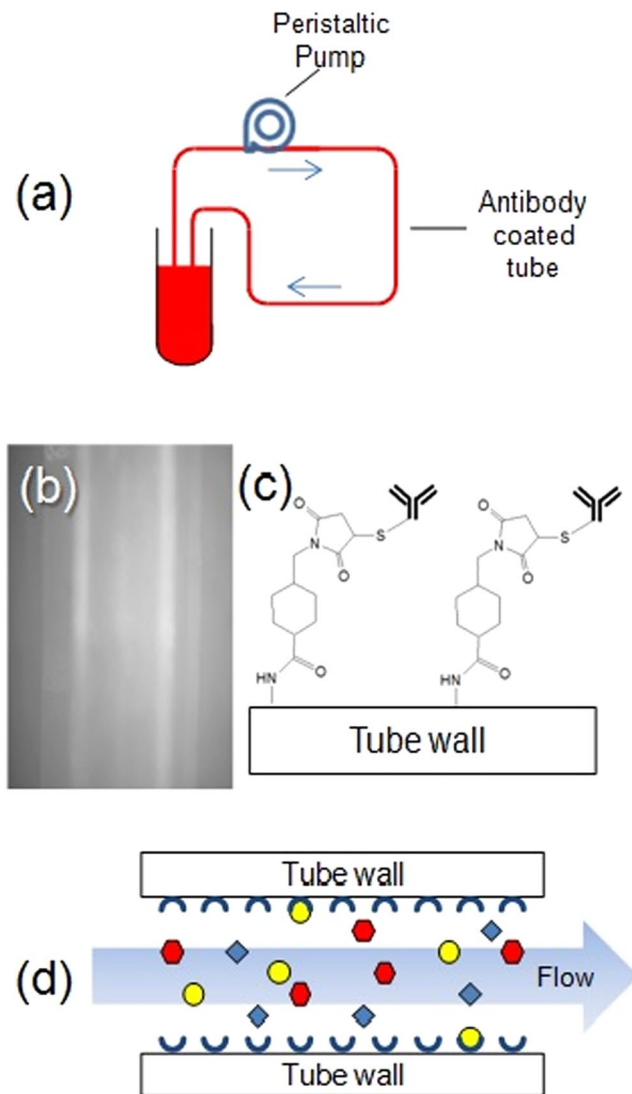 Peristaltic
Pump
(a)
Antibody
coated
tube
(b)
(c)
O
N
O
S
O
HN
O
N
O
S
O
HN
Tube wall
Tube wall
(d)
Flow
Tube wall